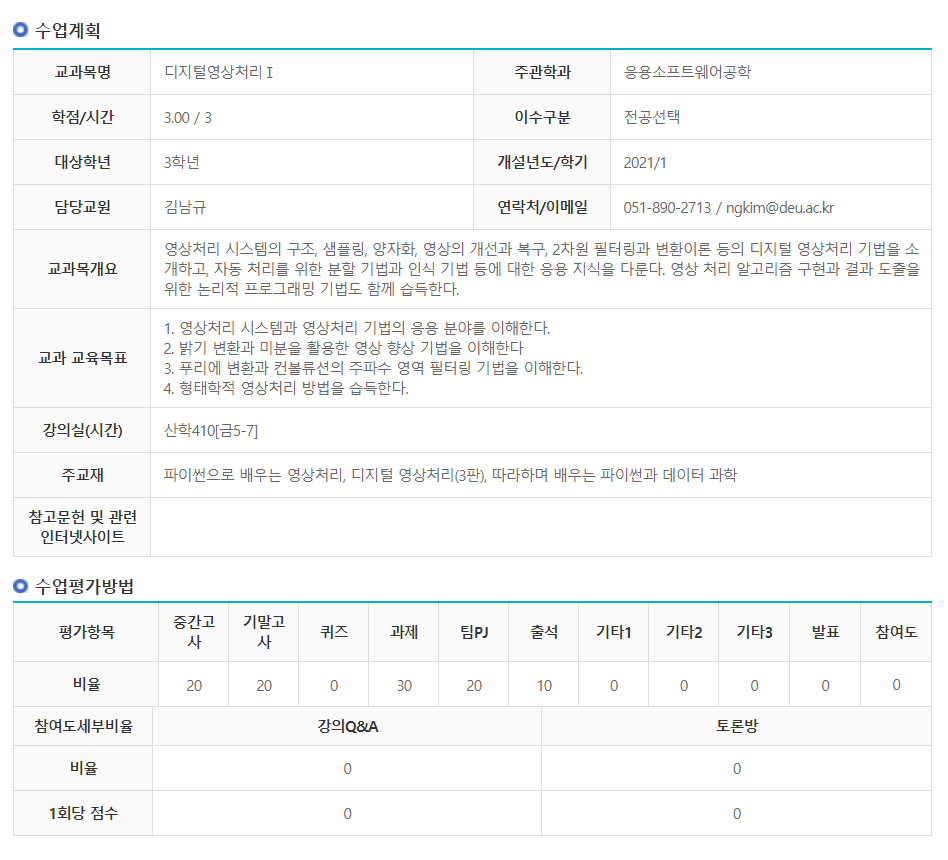 수업계획
교과목명 디지털영상처리 I 주관학과 응용소프트웨어공학
학점/시간 3.00 / 3 이수구분 전공선택
대상학년 3학년 개설년도/학기 2021/1
담당교원 김남규 연락처/이메일 051-890-2713 / ngkim@deu.ac.kr
교과목개요
영상처리 시스템의 구조, 샘플링, 양자화, 영상의 개선과 복구, 2차원 필터링과 변환이론 등의 디지털 영상처리 기법을 소
개하고, 자동 처리를 위한 분할 기법과 인식 기법 등에 대한 응용 지식을 다룬다. 영상 처리 알고리즘 구현과 결과 도출을
위한 논리적 프로그래밍 기법도 함께 습득한다.
교과 교육목표
1. 영상처리 시스템과 영상처리 기법의 응용 분야를 이해한다.
2. 밝기 변환과 미분을 활용한 영상 향상 기법을 이해한다
3. 푸리에 변환과 컨볼류션의 주파수 영역 필터링 기법을 이해한다.
4. 형태학적 영상처리 방법을 습득한다.
강의실(시간) 산학410[금5-7]
주교재 파이썬으로 배우는 영상처리, 디지털 영상처리(3판), 따라하며 배우는 파이썬과 데이터 과학
참고문헌 및 관련
인터넷사이트
수업평가방법
평가항목 중간고사 기말고사 퀴즈 과제 팀PJ 출석 기타1 기타2 기타3 발표 참여도
비율 20 20 0 30 20 10 0 0 0 0 0
참여도세부비율 강의Q&A 토론방
비율 0 0
1회당 점수 0 0